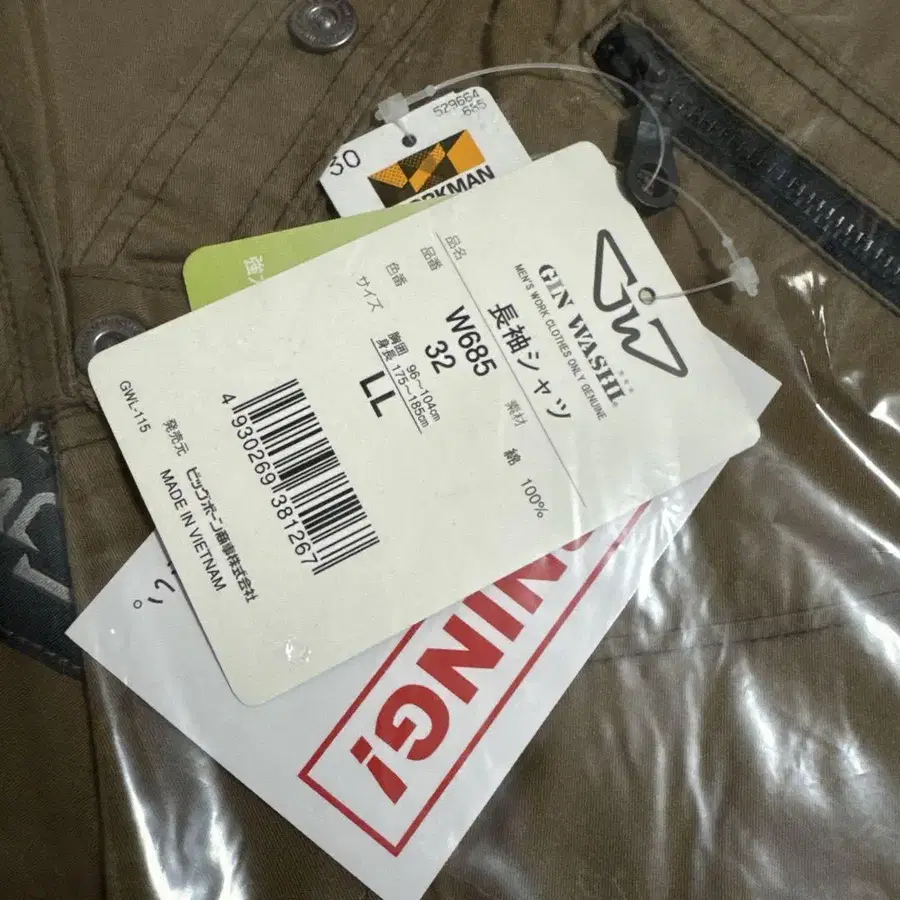 529664
655
30
WORKMAN
GIW
GIN WASHI
MEN'S WORK CLOTHES ONLY GENUINE
品名 長袖シャツ
素材 綿 100%
品番 W685
色番 32
サイズ LL
胸囲 96～104cm
身長 175～185cm
4 930269 381267
GWL-115
発売元 ビッグボーン商事株式会社
MADE IN VIETNAM
強
NING!